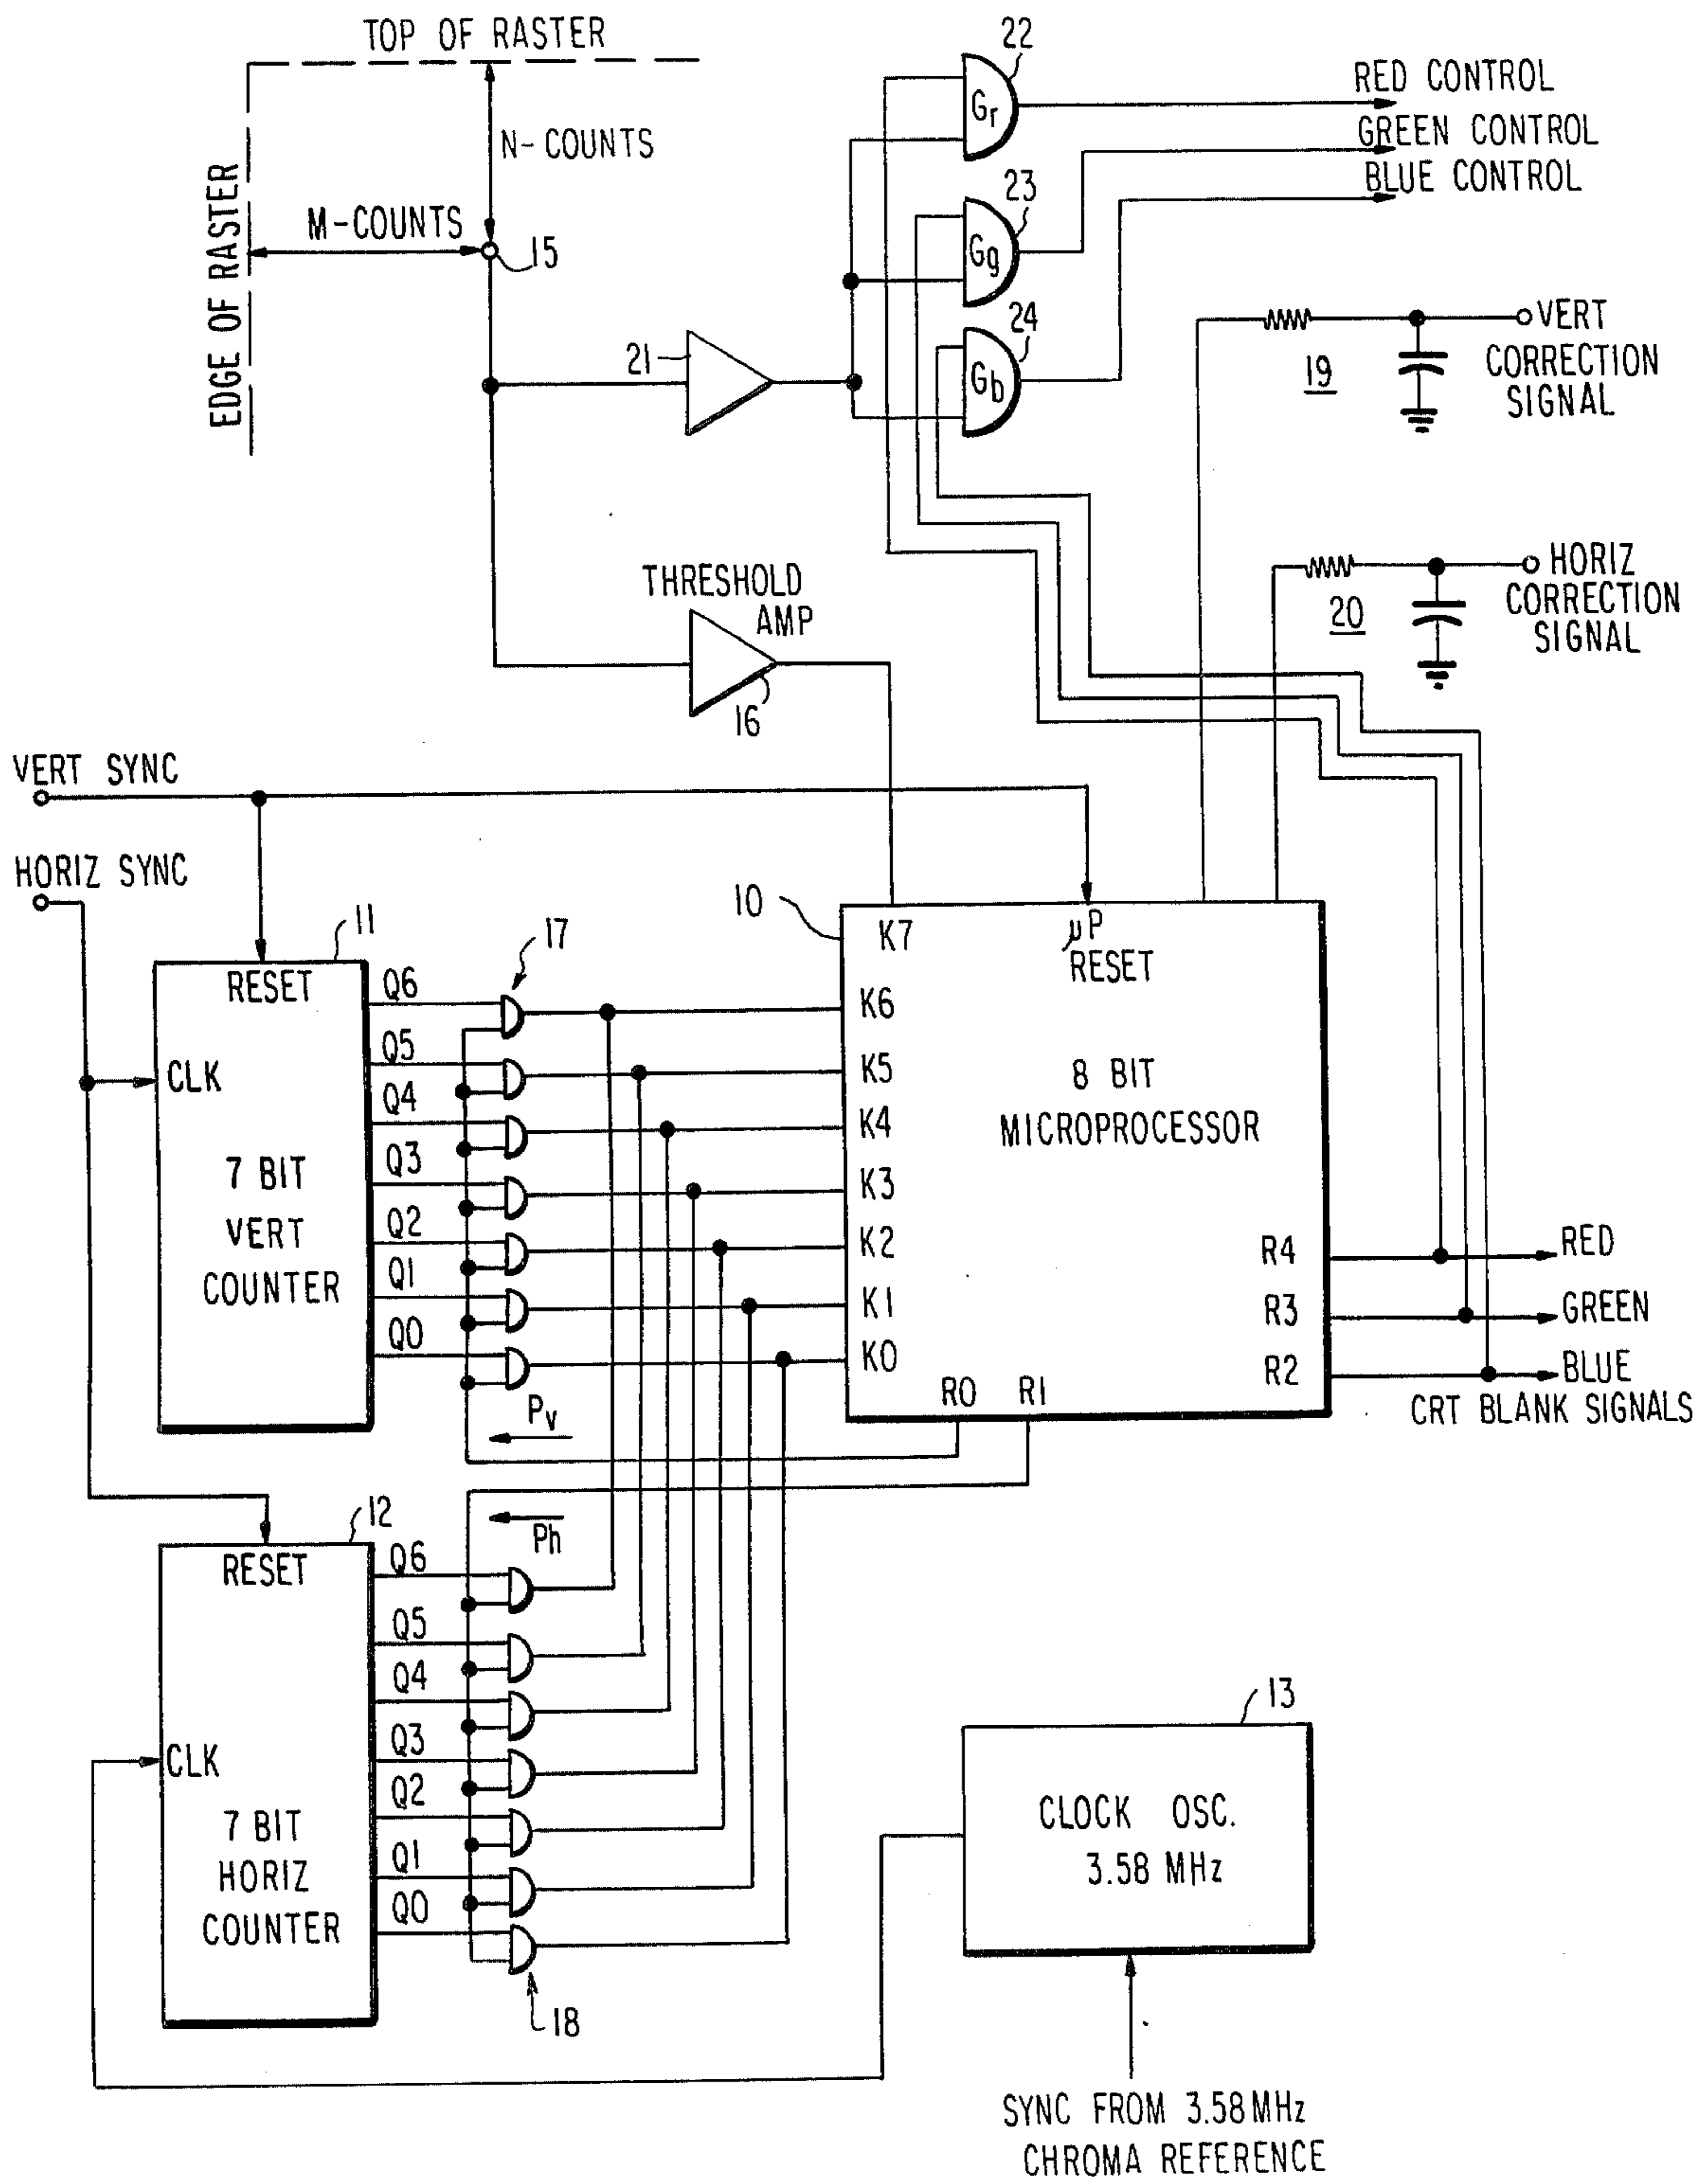 TOP OF RASTER
N-COUNTS
EDGE OF RASTER
M-COUNTS
15
22
Gr
23
Gg
24
Gb
RED CONTROL
GREEN CONTROL
BLUE CONTROL
21
VERT
CORRECTION
SIGNAL
19
HORIZ
CORRECTION
SIGNAL
20
THRESHOLD
AMP
16
VERT SYNC
HORIZ SYNC
11
RESET
CLK
7 BIT
VERT
COUNTER
Q6
Q5
Q4
Q3
Q2
Q1
Q0
17
10
K7
K6
K5
K4
K3
K2
K1
K0
µP
RESET
8 BIT
MICROPROCESSOR
R0
R1
R4
R3
R2
RED
GREEN
BLUE
CRT BLANK SIGNALS
Pv
Ph
12
RESET
CLK
7 BIT
HORIZ
COUNTER
Q6
Q5
Q4
Q3
Q2
Q1
Q0
18
13
CLOCK OSC.
3.58 MHz
SYNC FROM 3.58MHz
CHROMA REFERENCE